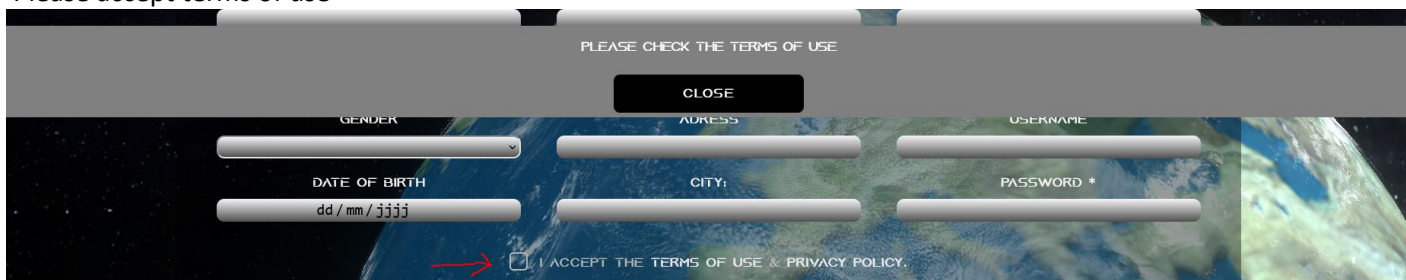 Please accept terms of use
PLEASE CHECK THE TERMS OF USE
CLOSE
GENDER ADRESS USERNAME
DATE OF BIRTH CITY: PASSWORD *
dd/mm/jjjj
I ACCEPT THE TERMS OF USE & PRIVACY POLICY.